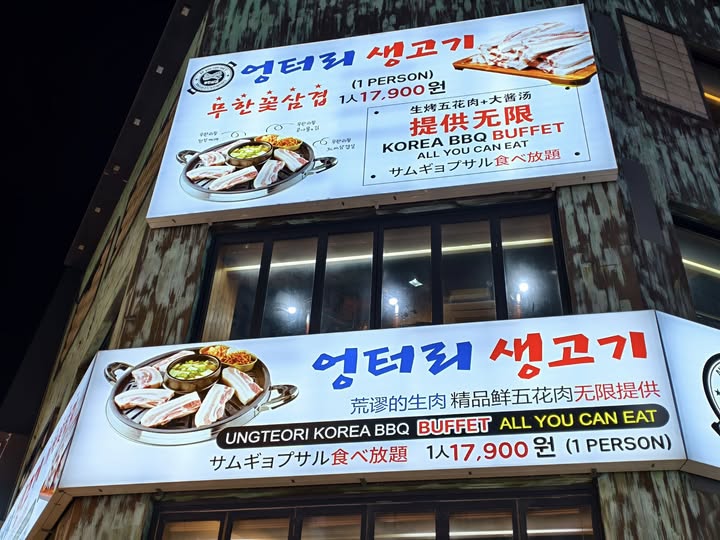 엉터리 생고기
(1 PERSON)
무한꽃삼겹 1人17,900원
生烤五花肉+大酱汤
提供无限
KOREA BBQ BUFFET
ALL YOU CAN EAT
サムギョプサル食べ放題
엉터리 생고기
荒谬的生肉 精品鲜五花肉无限提供
UNGTEORI KOREA BBQ BUFFET ALL YOU CAN EAT
サムギョプサル食べ放題 1人17,900원 (1 PERSON)